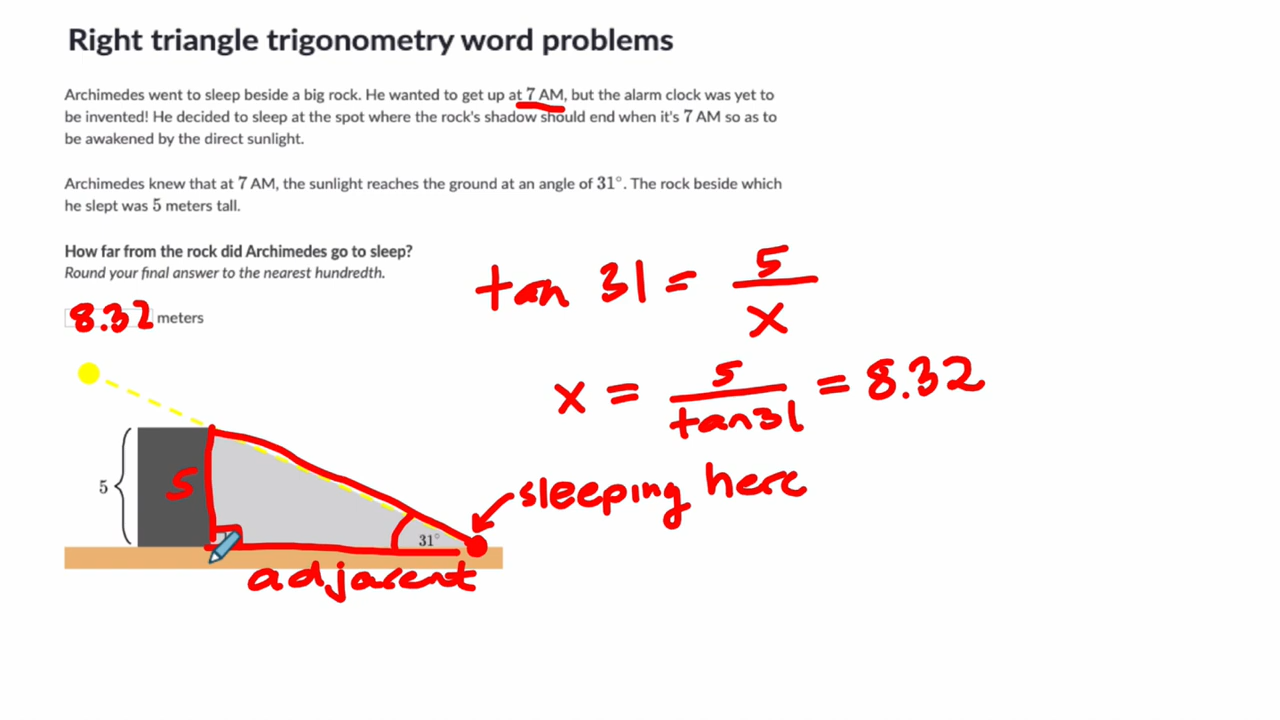 Right triangle trigonometry word problems
Archimedes went to sleep beside a big rock. He wanted to get up at 7 AM, but the alarm clock was yet to
be invented! He decided to sleep at the spot where the rock's shadow should end when it's 7 AM so as to
be awakened by the direct sunlight.
Archimedes knew that at 7 AM, the sunlight reaches the ground at an angle of 31°. The rock beside which
he slept was 5 meters tall.
How far from the rock did Archimedes go to sleep?
Round your final answer to the nearest hundredth.
8.32 meters
tan 31 = 5/x
x = 5/tan31 = 8.32
sleeping here
5
5
31°
adjacent